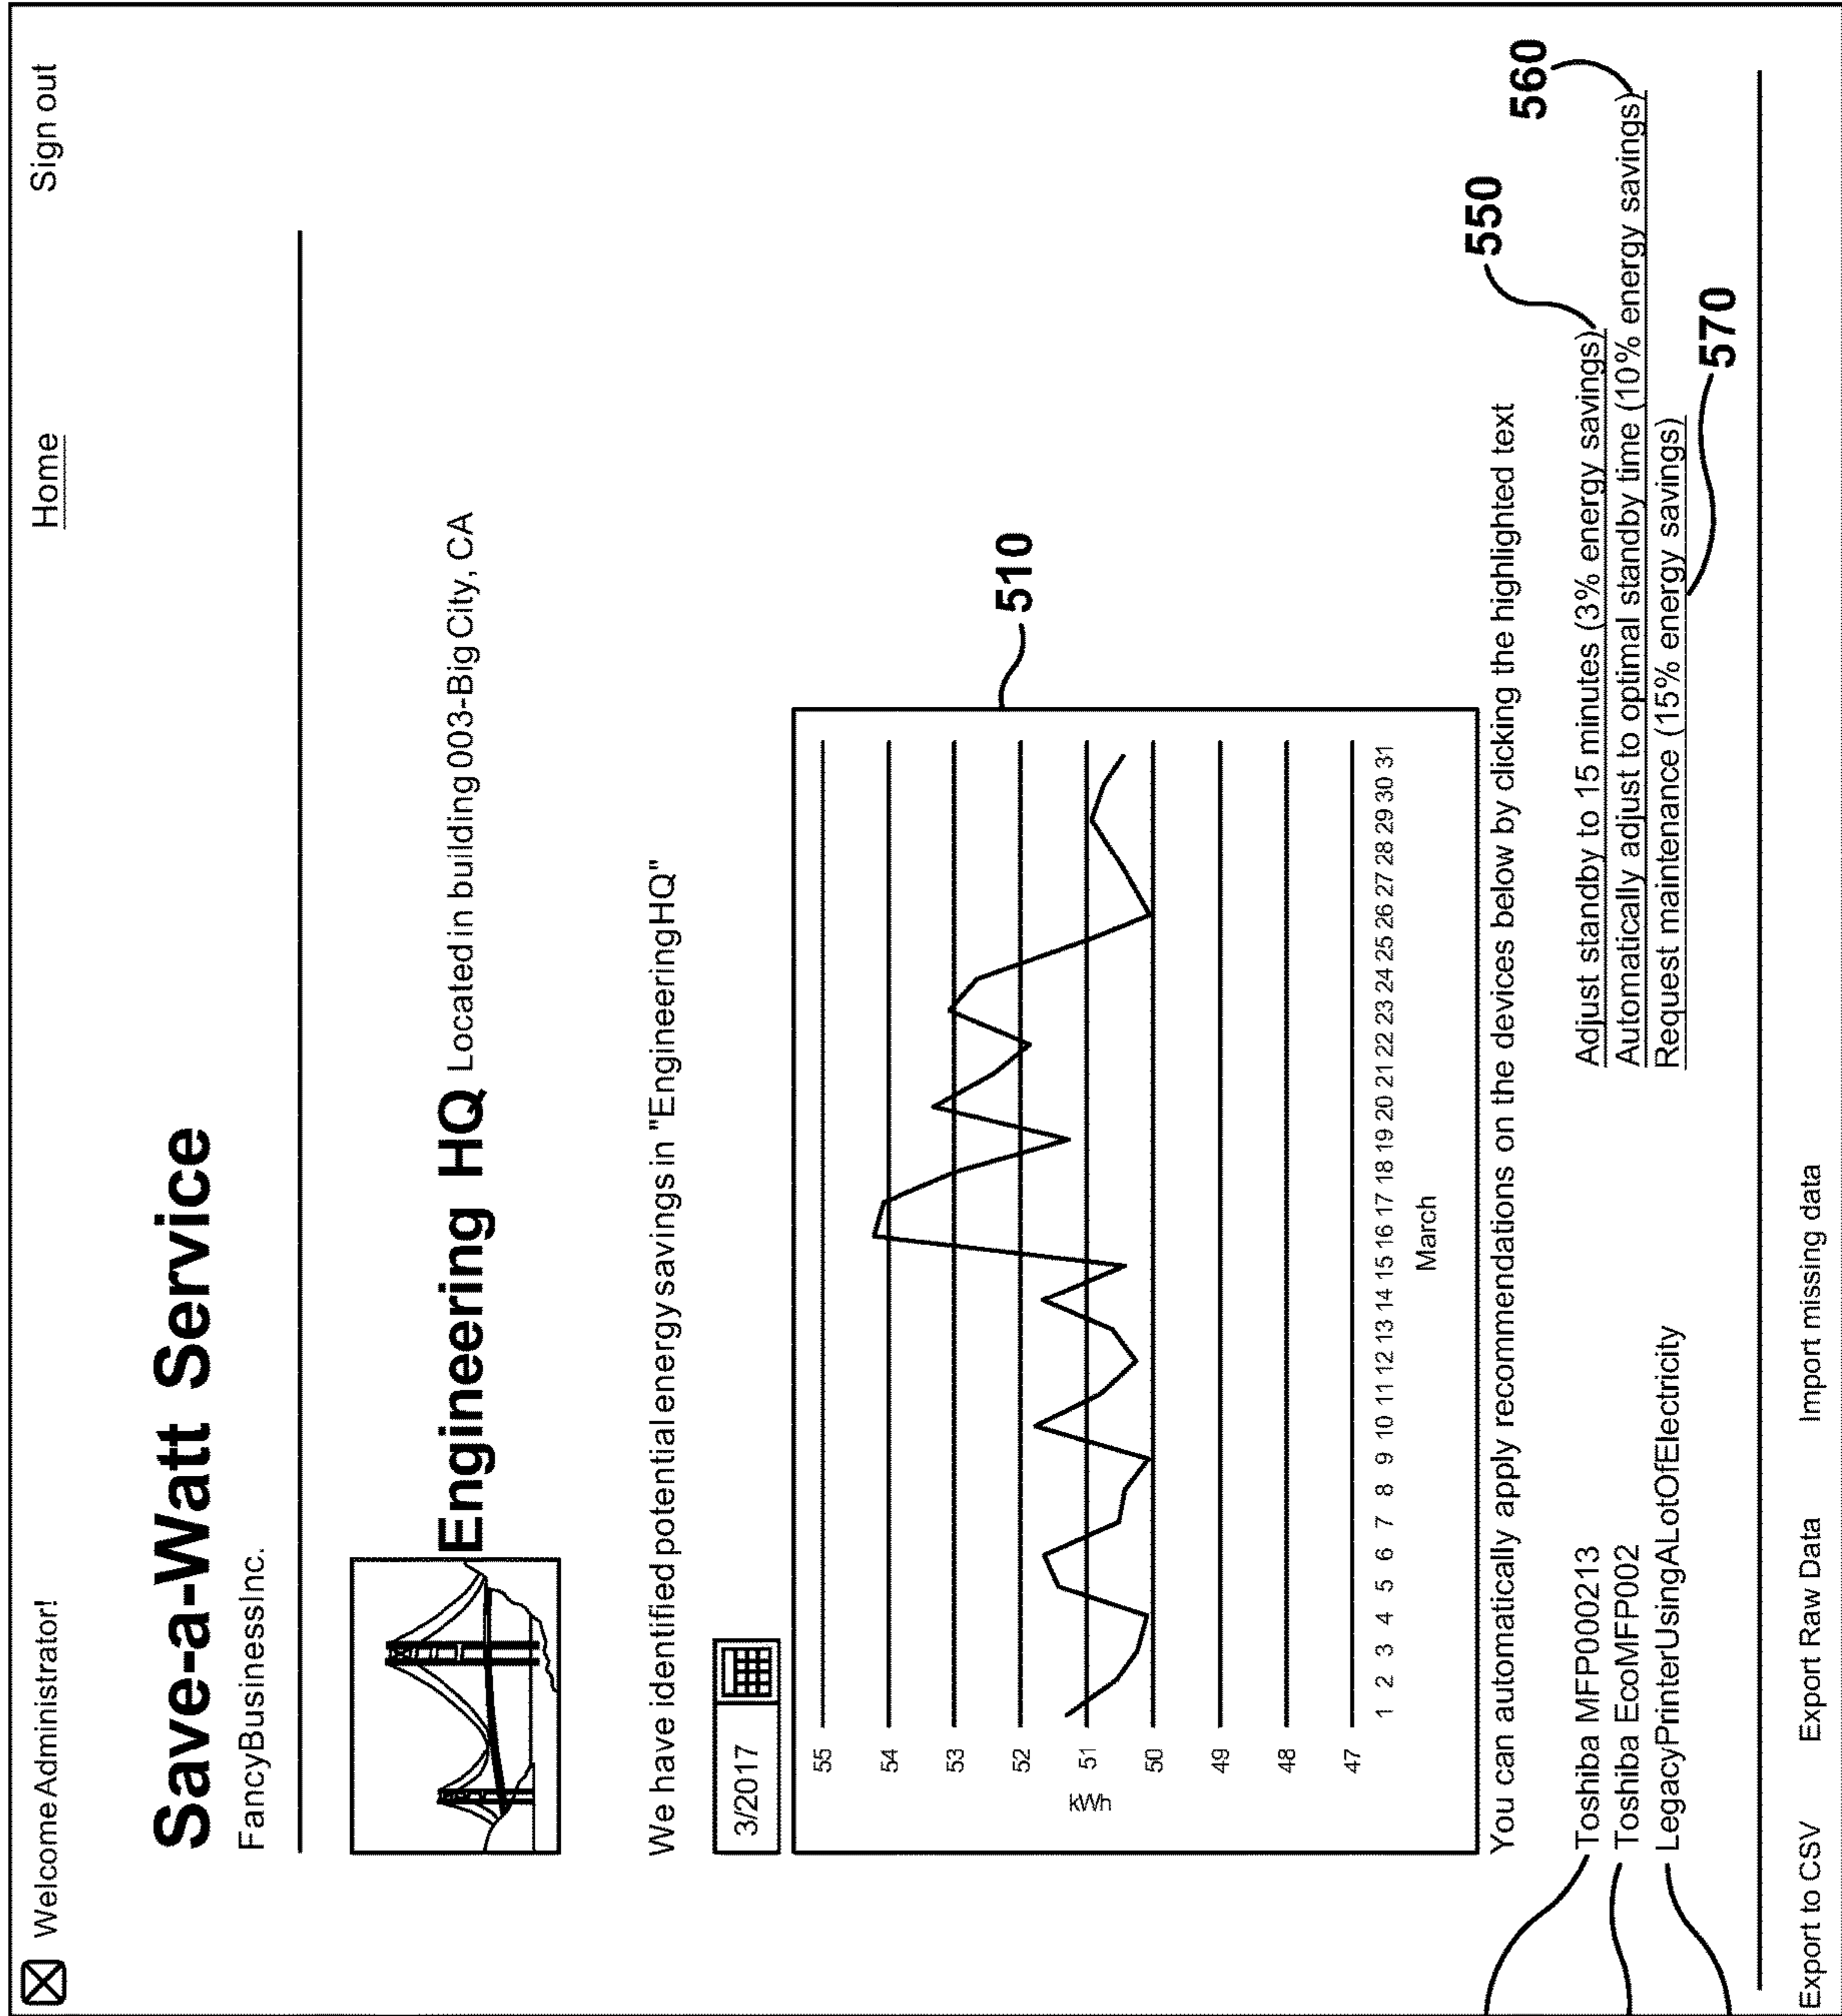 Welcome Administrator!
Home
Sign out
Save-a-Watt Service
FancyBusinessInc.
Engineering HQ Located in building 003-Big City, CA
We have identified potential energy savings in "Engineering HQ"
3/2017
510
55
54
53
52
51
50
49
48
47
kWh
1 2 3 4 5 6 7 8 9 10 11 12 13 14 15 16 17 18 19 20 21 22 23 24 25 26 27 28 29 30 31
March
You can automatically apply recommendations on the devices below by clicking the highlighted text
550
560
Toshiba MFP000213 Adjust standby to 15 minutes (3% energy savings)
Toshiba EcoMFP002 Automatically adjust to optimal standby time (10% energy savings)
LegacyPrinterUsingALotOfElectricity Request maintenance (15% energy savings)
570
Export to CSV
Export Raw Data
Import missing data